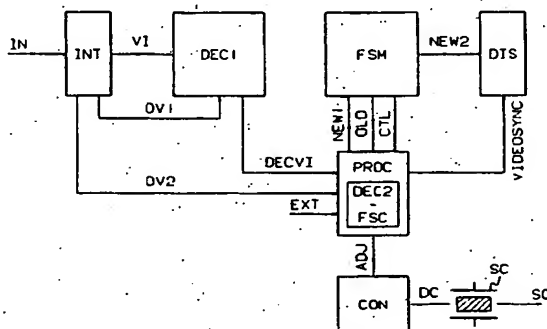 IN
INT
VI
DEC1
FSM
NEW2
DIS
DV1
NEW1
OLD
CTL
VIDEOSYNC
DECVI
PROC
DV2
DEC2
-
FSC
EXT
ADJ
CON
DC
SC
SO